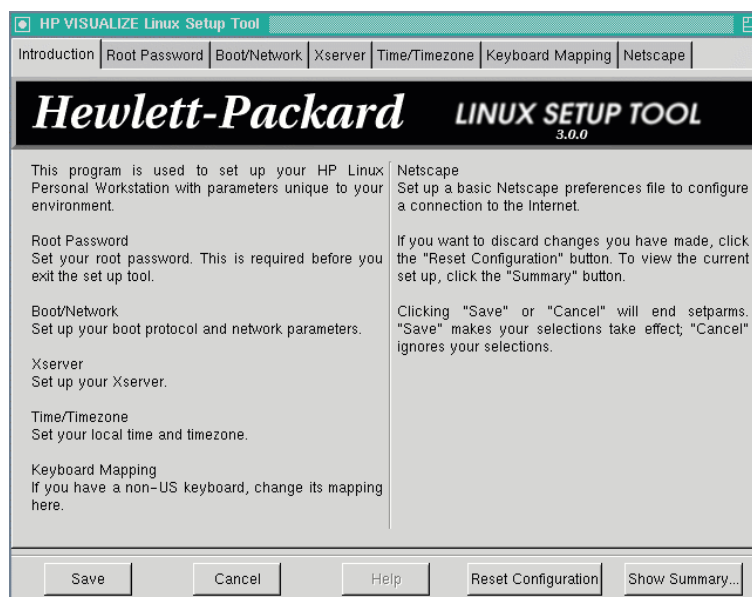 HP VISUALIZE Linux Setup Tool
Introduction Root Password Boot/Network Xserver Time/Timezone Keyboard Mapping Netscape
Hewlett-Packard LINUX SETUP TOOL
3.0.0
This program is used to set up your HP Linux
Personal Workstation with parameters unique to your
environment.
Root Password
Set your root password. This is required before you
exit the set up tool.
Boot/Network
Set up your boot protocol and network parameters.
Xserver
Set up your Xserver.
Time/Timezone
Set your local time and timezone.
Keyboard Mapping
If you have a non-US keyboard, change its mapping
here.
Netscape
Set up a basic Netscape preferences file to configure
a connection to the Internet.
If you want to discard changes you have made, click
the "Reset Configuration" button. To view the current
set up, click the "Summary" button.
Clicking "Save" or "Cancel" will end setparms.
"Save" makes your selections take effect; "Cancel"
ignores your selections.
Save Cancel Help Reset Configuration Show Summary...